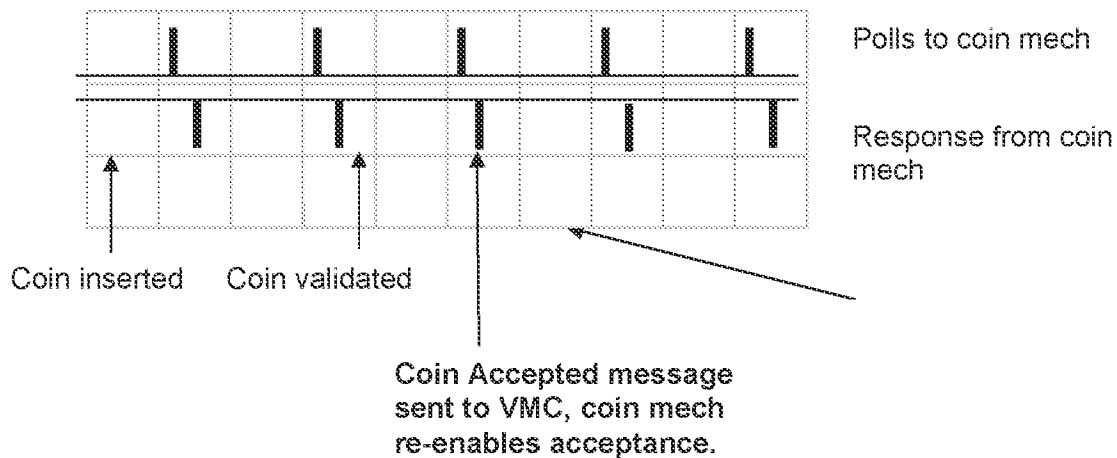 Polls to coin mech
Response from coin
mech
Coin inserted
Coin validated
Coin Accepted message
sent to VMC, coin mech
re-enables acceptance.